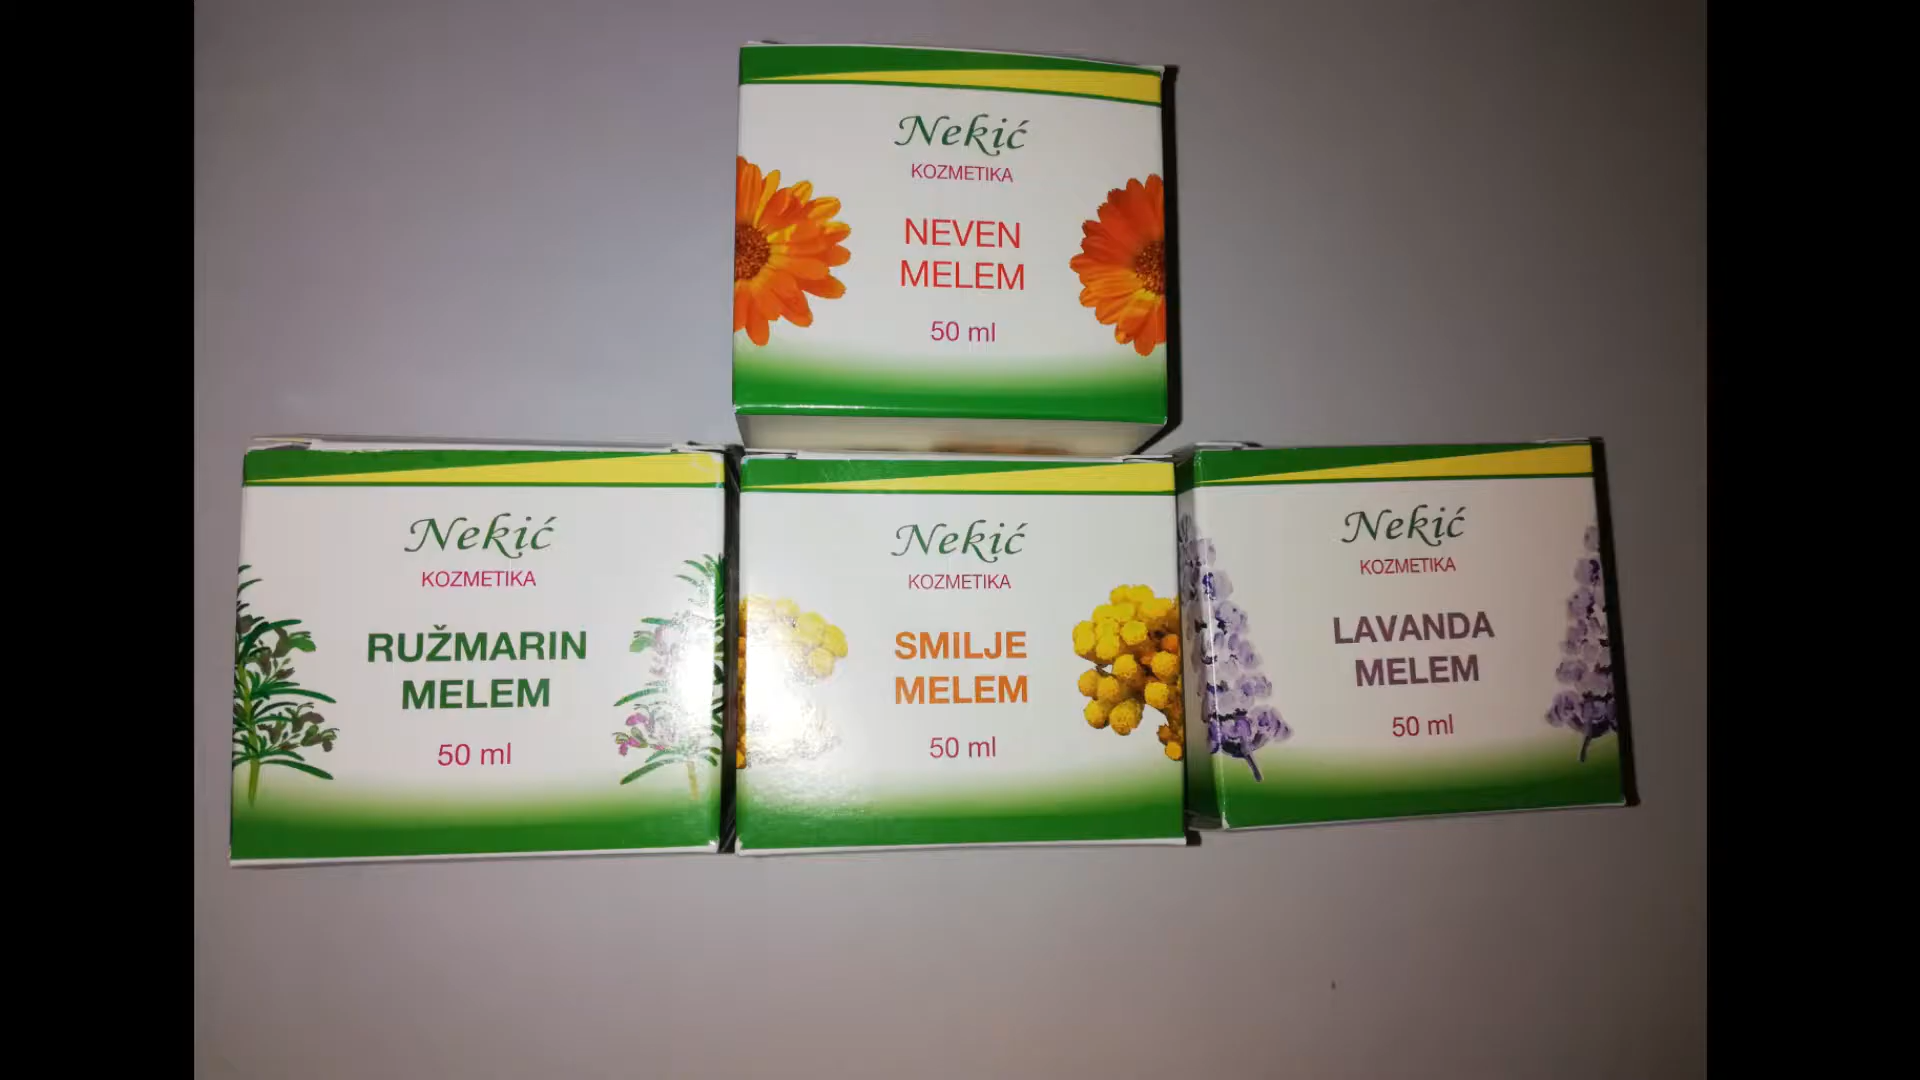 Nekić
KOZMETIKA
NEVEN
MELEM
50 ml
Nekić
KOZMETIKA
RUŽMARIN
MELEM
50 ml
Nekić
KOZMETIKA
SMILJE
MELEM
50 ml
Nekić
KOZMETIKA
LAVANDA
MELEM
50 ml